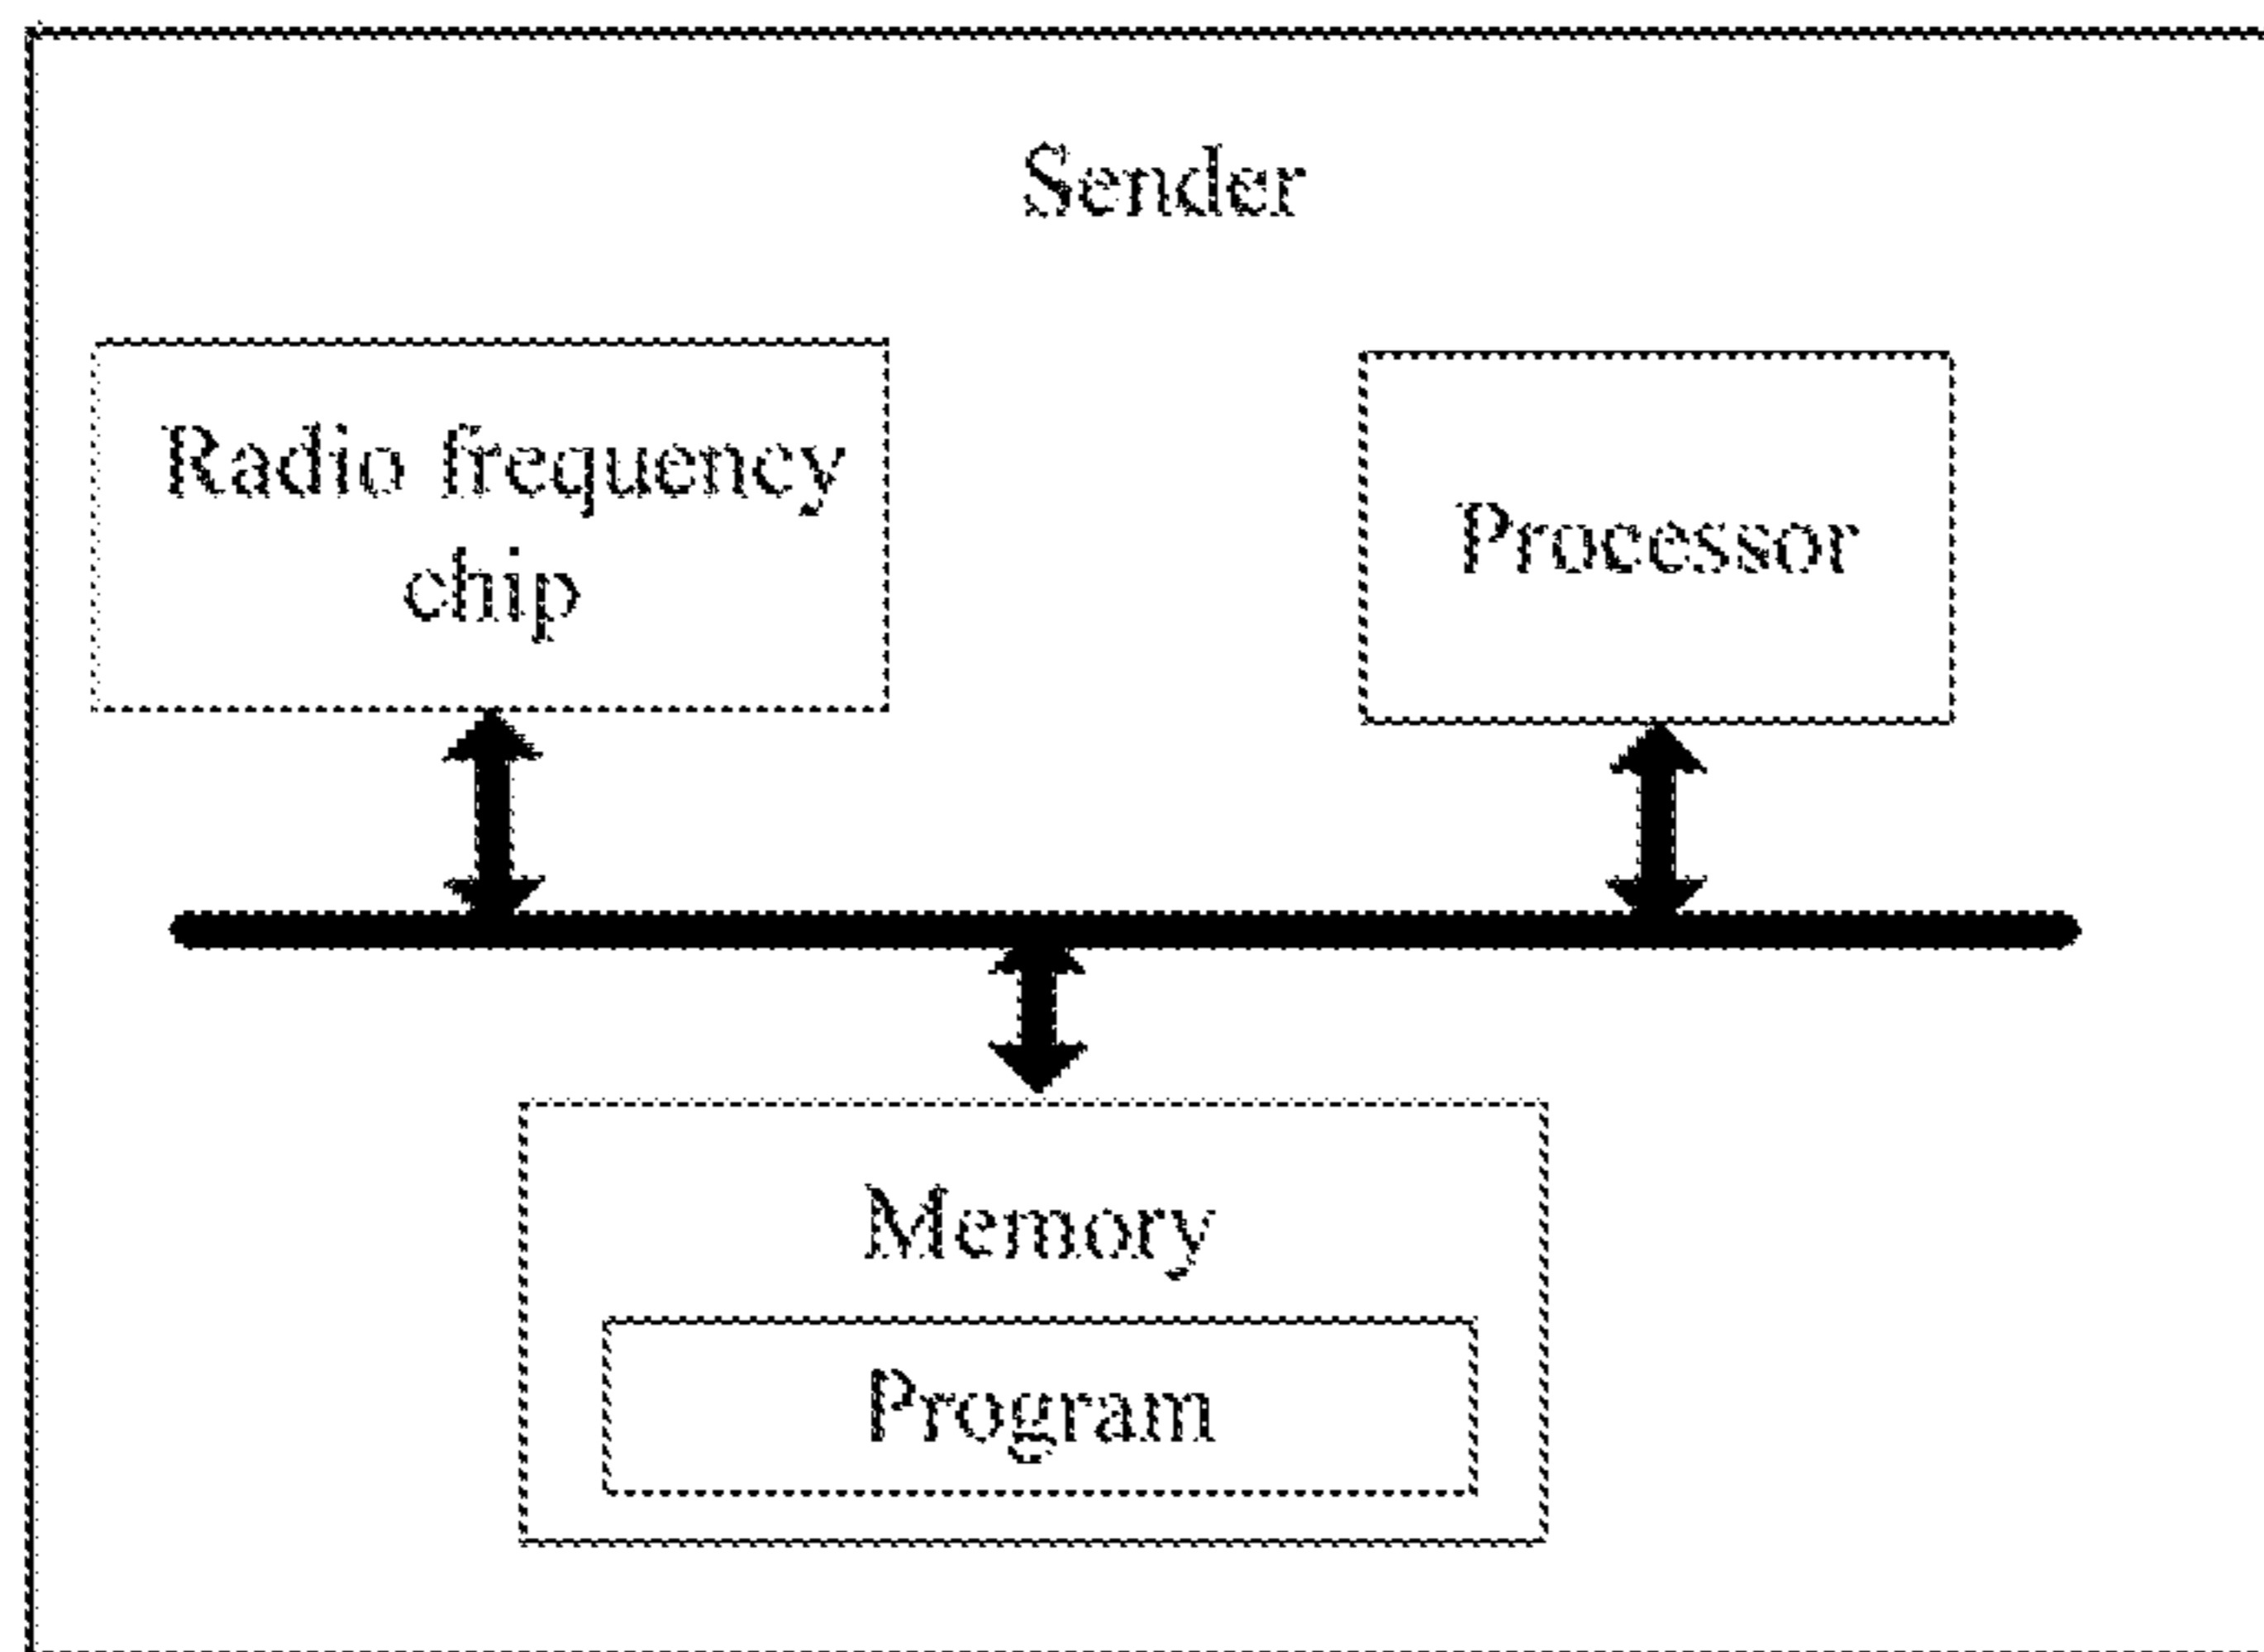 Sender
Radio frequency
chip
Processor
Memory
Program